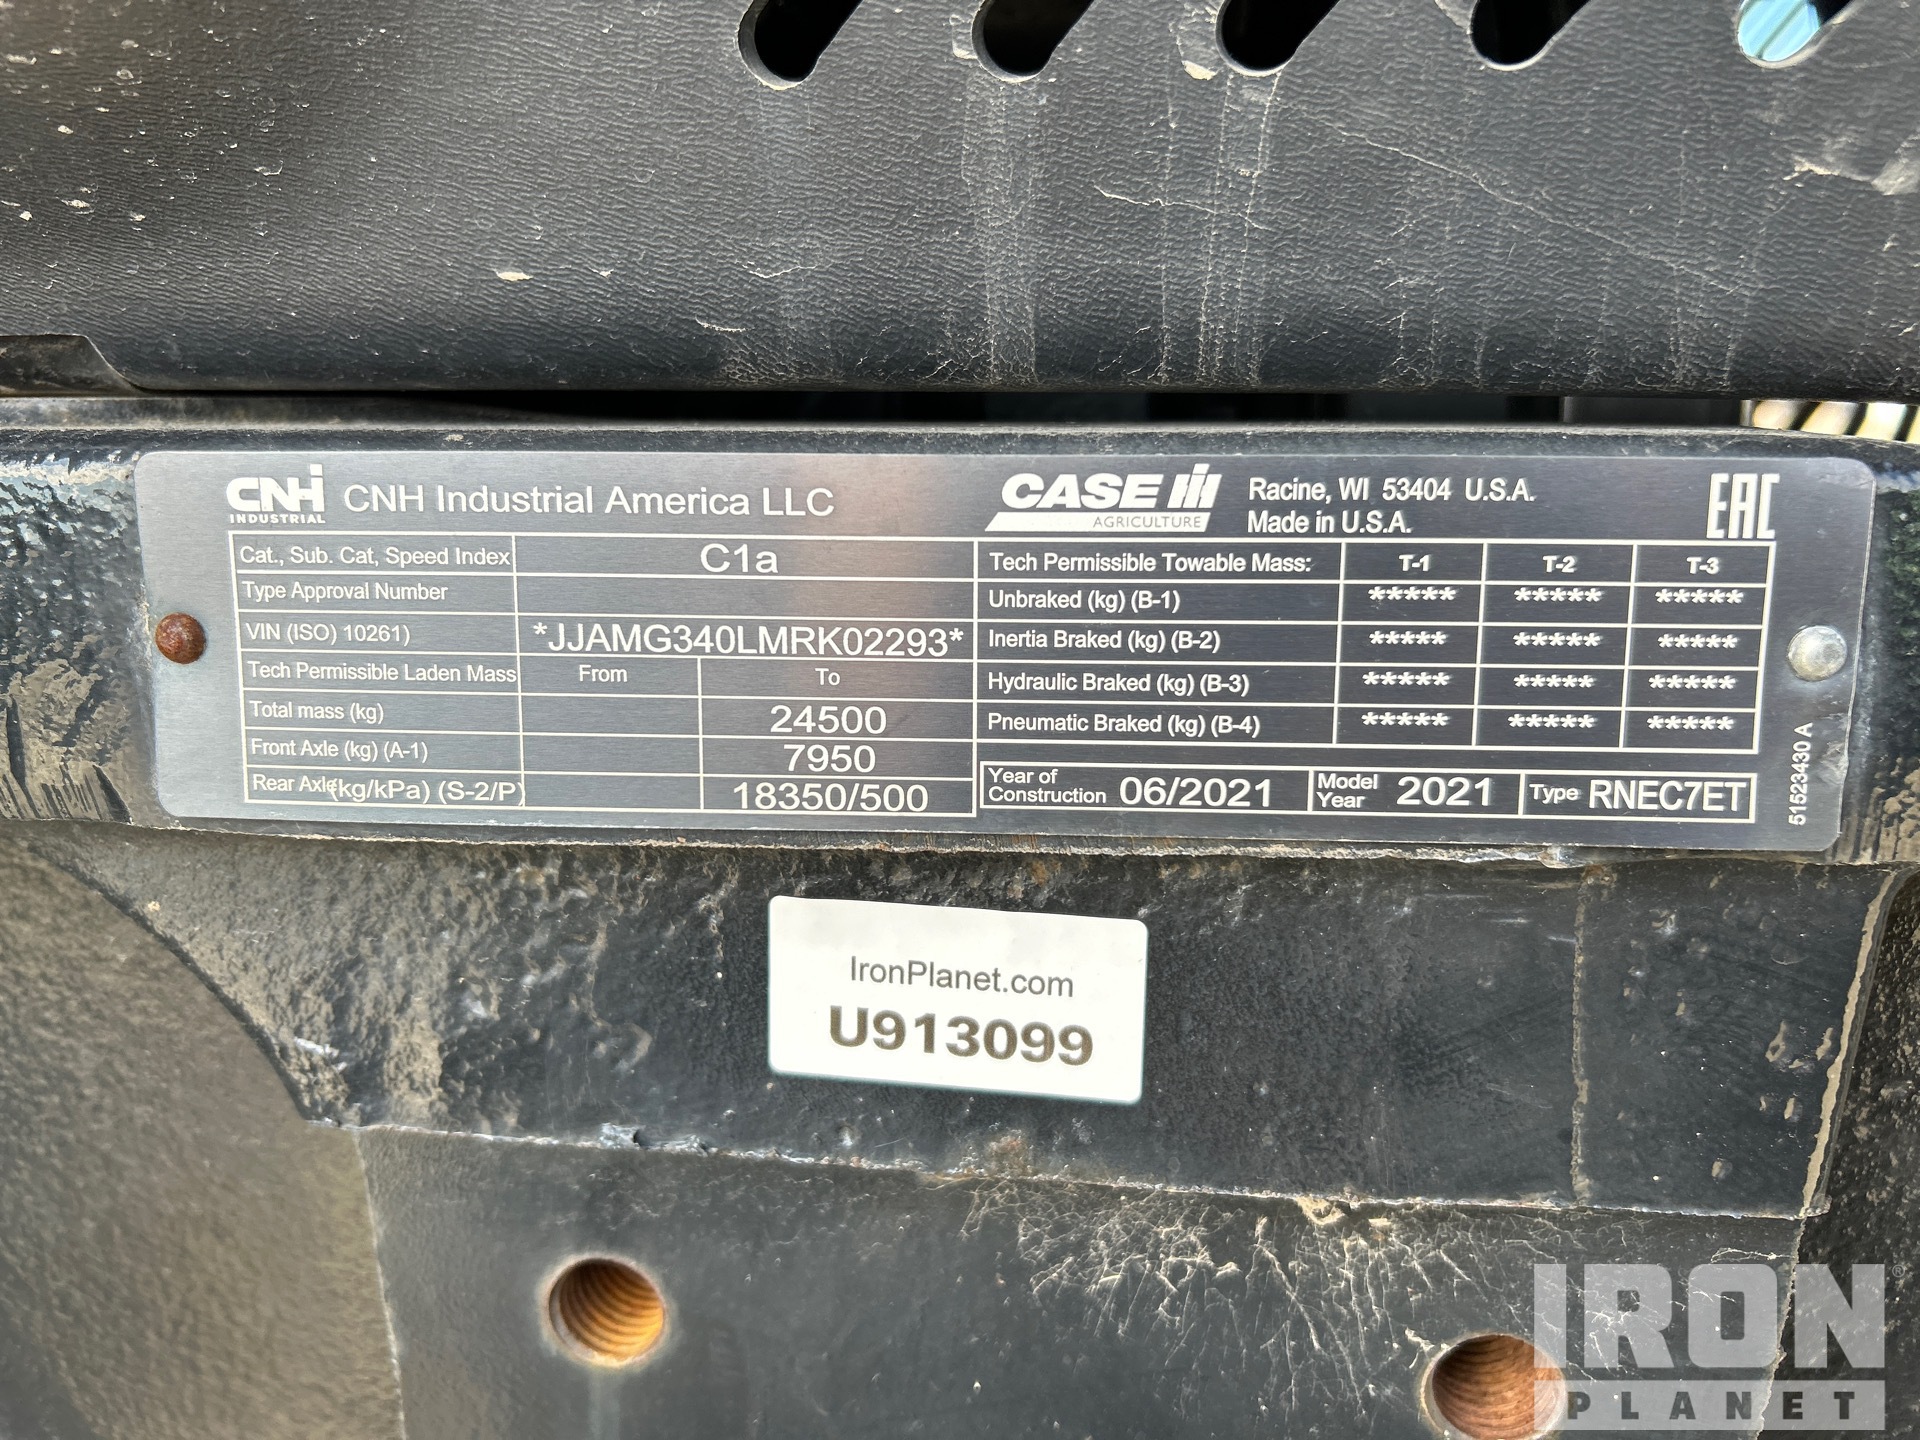 CNH INDUSTRIAL CNH Industrial America LLC
Cat., Sub. Cat, Speed Index C1a
Type Approval Number
VIN (ISO) 10261) *JJAMG340LMRK02293*
Tech Permissible Laden Mass From To
Total mass (kg) 24500
Front Axle (kg) (A-1) 7950
Rear Axle(kg/kPa) (S-2/P) 18350/500
CASE IH AGRICULTURE
Racine, WI 53404 U.S.A.
Made in U.S.A.
EAC
Tech Permissible Towable Mass: T-1 T-2 T-3
Unbraked (kg) (B-1) ***** ***** *****
Inertia Braked (kg) (B-2) ***** ***** *****
Hydraulic Braked (kg) (B-3) ***** ***** *****
Pneumatic Braked (kg) (B-4) ***** ***** *****
Year of Construction 06/2021 Model Year 2021 Type RNEC7ET
51523430 A
IronPlanet.com
U913099
IRON ®
PLANET